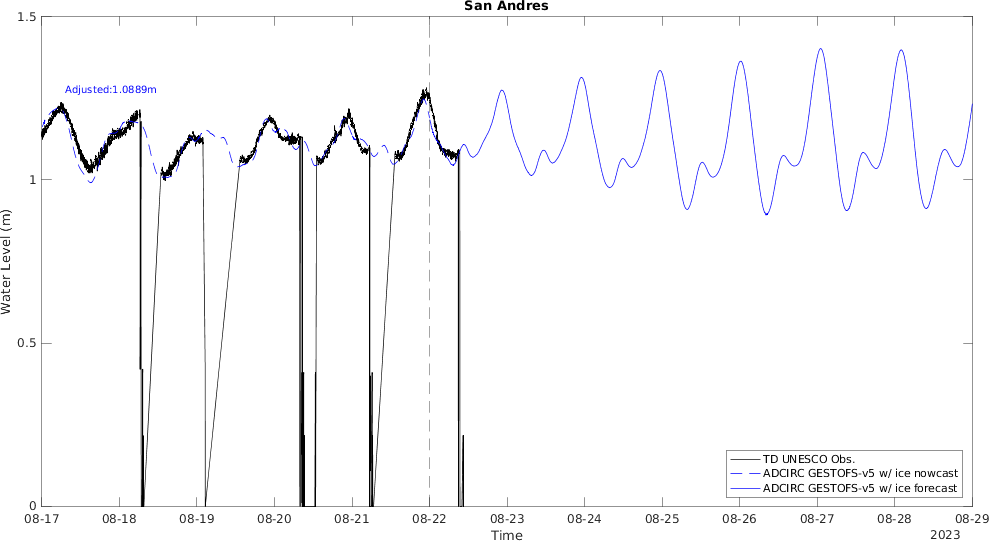 San Andres
1.5
Adjusted:1.0889m
1
Water Level (m)
0.5
TD UNESCO Obs.
ADCIRC GESTOFS-v5 w/ ice nowcast
ADCIRC GESTOFS-v5 w/ ice forecast
0
08-17 08-18 08-19 08-20 08-21 08-22 08-23 08-24 08-25 08-26 08-27 08-28 08-29
Time
2023